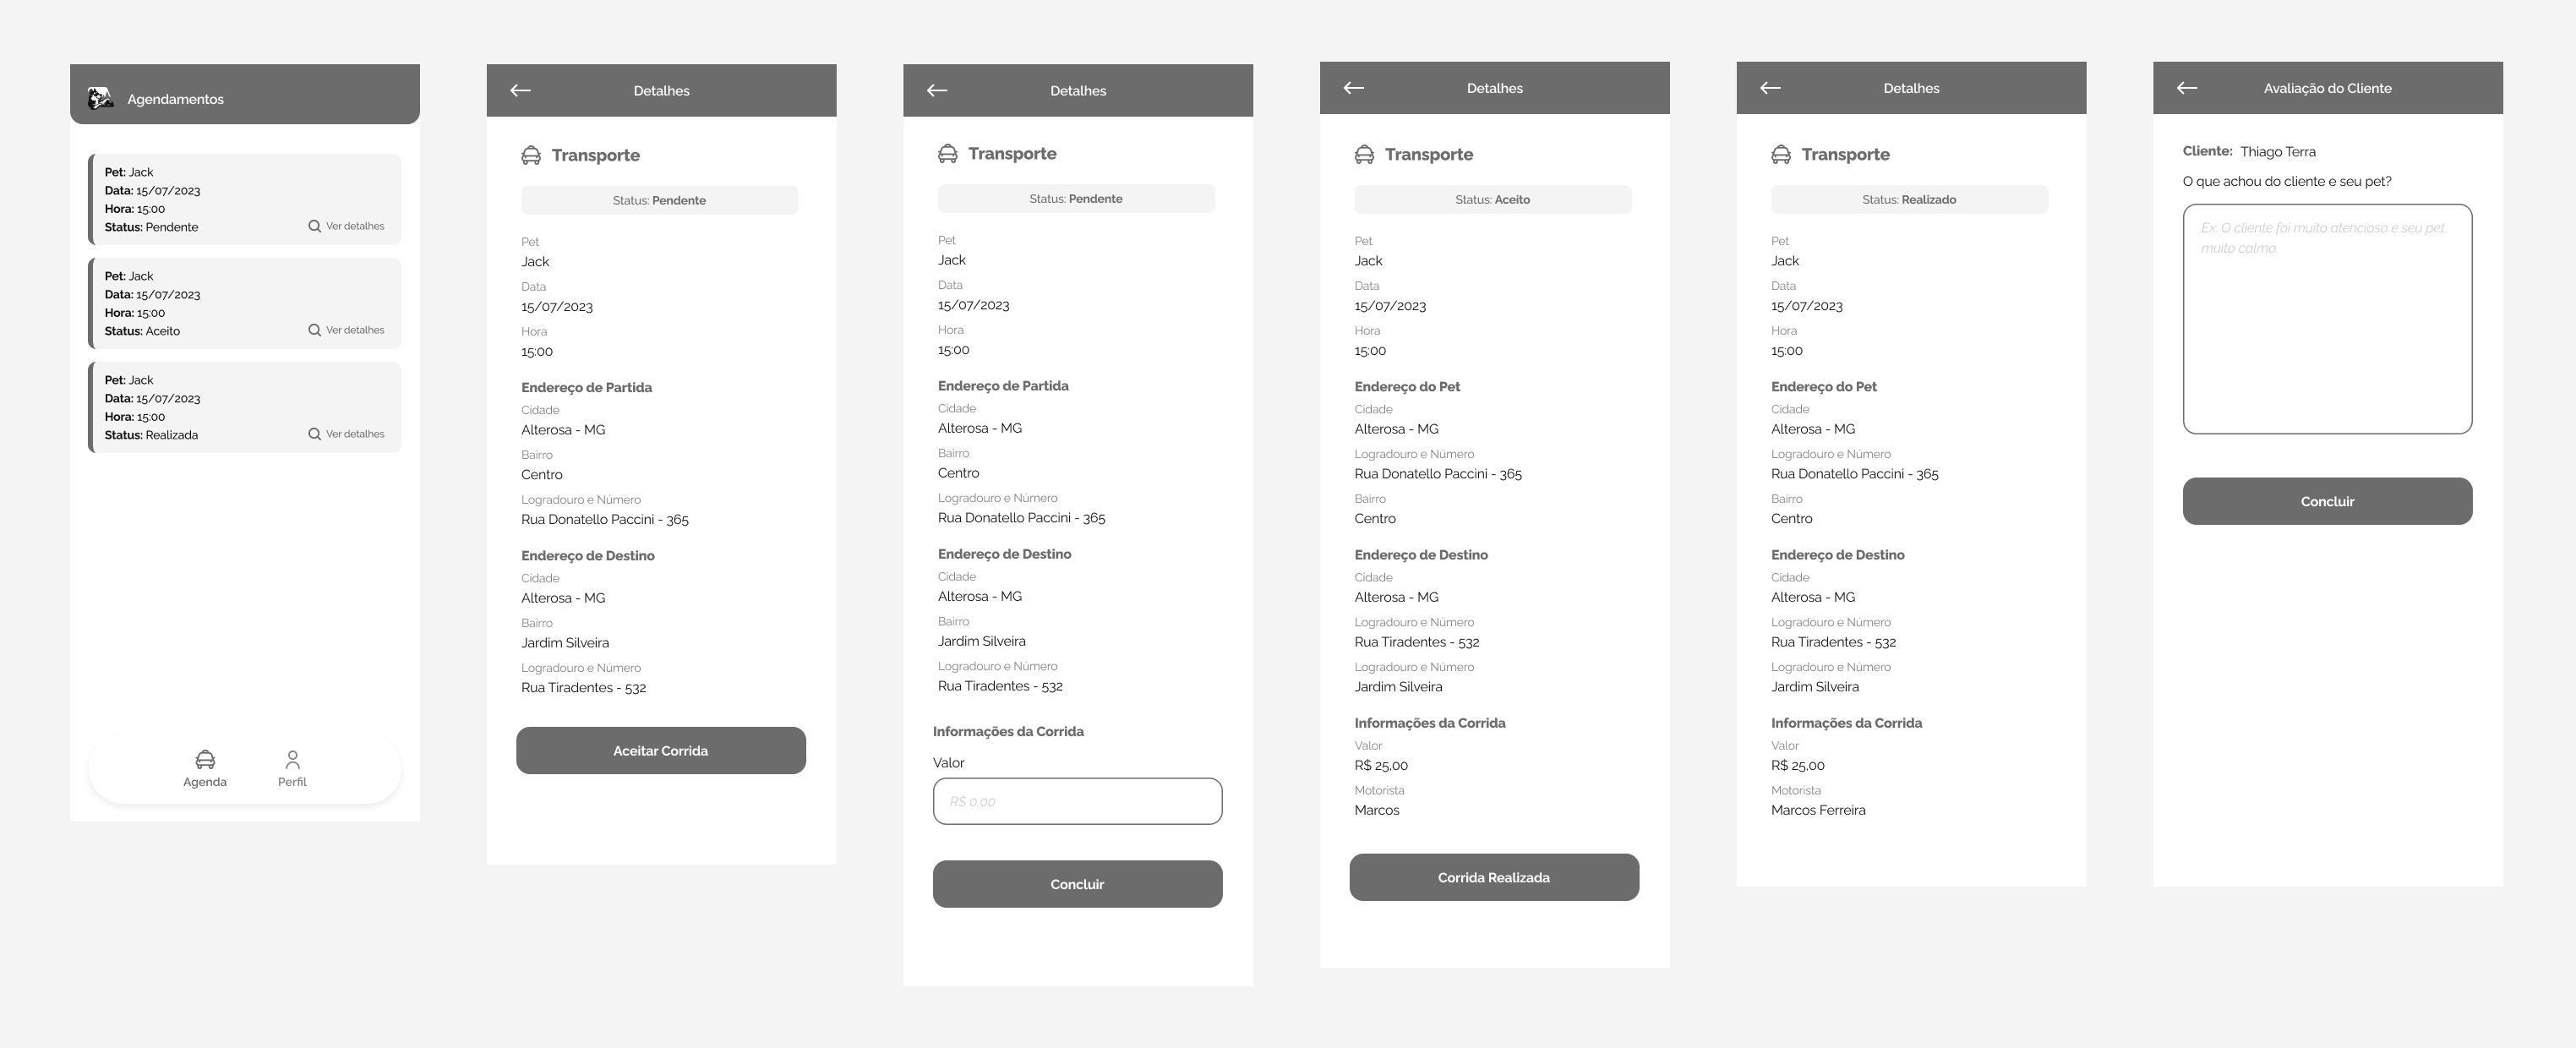 Agendamentos
Pet: Jack
Data: 15/07/2023
Hora: 15:00
Status: Pendente
Ver detalhes
Pet: Jack
Data: 15/07/2023
Hora: 15:00
Status: Aceito
Ver detalhes
Pet: Jack
Data: 15/07/2023
Hora: 15:00
Status: Realizada
Ver detalhes
Agenda
Perfil
Detalhes
Transporte
Status: Pendente
Pet
Jack
Data
15/07/2023
Hora
15:00
Endereço de Partida
Cidade
Alterosa - MG
Bairro
Centro
Logradouro e Número
Rua Donatello Paccini - 365
Endereço de Destino
Cidade
Alterosa - MG
Bairro
Jardim Silveira
Logradouro e Número
Rua Tiradentes - 532
Aceitar Corrida
Detalhes
Transporte
Status: Pendente
Pet
Jack
Data
15/07/2023
Hora
15:00
Endereço de Partida
Cidade
Alterosa - MG
Bairro
Centro
Logradouro e Número
Rua Donatello Paccini - 365
Endereço de Destino
Cidade
Alterosa - MG
Bairro
Jardim Silveira
Logradouro e Número
Rua Tiradentes - 532
Informações da Corrida
Valor
R$ 0,00
Concluir
Detalhes
Transporte
Status: Aceito
Pet
Jack
Data
15/07/2023
Hora
15:00
Endereço do Pet
Cidade
Alterosa - MG
Logradouro e Número
Rua Donatello Paccini - 365
Bairro
Centro
Endereço de Destino
Cidade
Alterosa - MG
Logradouro e Número
Rua Tiradentes - 532
Logradouro e Número
Jardim Silveira
Informações da Corrida
Valor
R$ 25,00
Motorista
Marcos
Corrida Realizada
Detalhes
Transporte
Status: Realizado
Pet
Jack
Data
15/07/2023
Hora
15:00
Endereço do Pet
Cidade
Alterosa - MG
Logradouro e Número
Rua Donatello Paccini - 365
Bairro
Centro
Endereço de Destino
Cidade
Alterosa - MG
Logradouro e Número
Rua Tiradentes - 532
Logradouro e Número
Jardim Silveira
Informações da Corrida
Valor
R$ 25,00
Motorista
Marcos Ferreira
Avaliação do Cliente
Cliente: Thiago Terra
O que achou do cliente e seu pet?
Ex. O cliente foi muito atencioso e seu pet
muito calmo.
Concluir